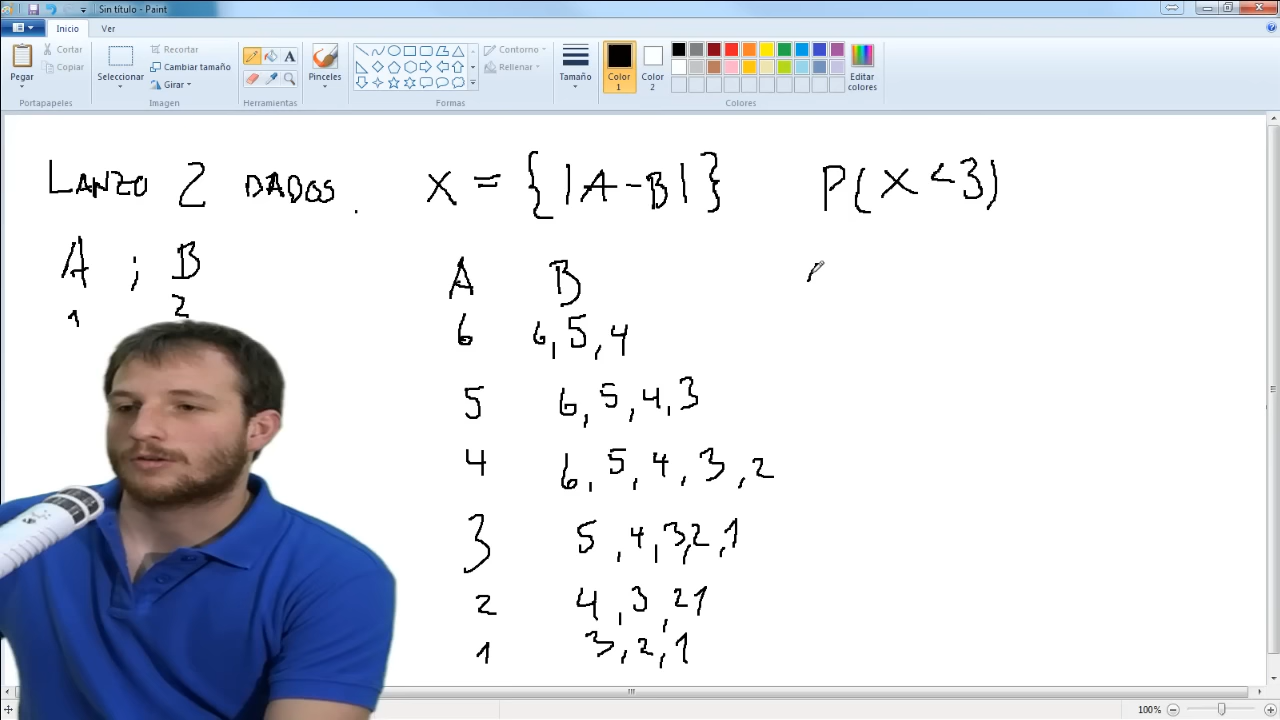 Sin título - Paint
Inicio Ver
Pegar
Cortar
Copiar
Portapapeles
Seleccionar
Recortar
Cambiar tamaño
Girar
Imagen
A
Herramientas
Pinceles
Contorno
Rellenar
Formas
Tamaño
Color 1
Color 2
Editar colores
Colores
LANZO 2 DADOS. X = {|A-B|} P(X<3)
A ; B
1 2
A B
6 6, 5, 4
5 6, 5, 4, 3
4 6, 5, 4, 3, 2
3 5, 4, 3, 2, 1
2 4, 3, 2 1
1 3, 2, 1
100%